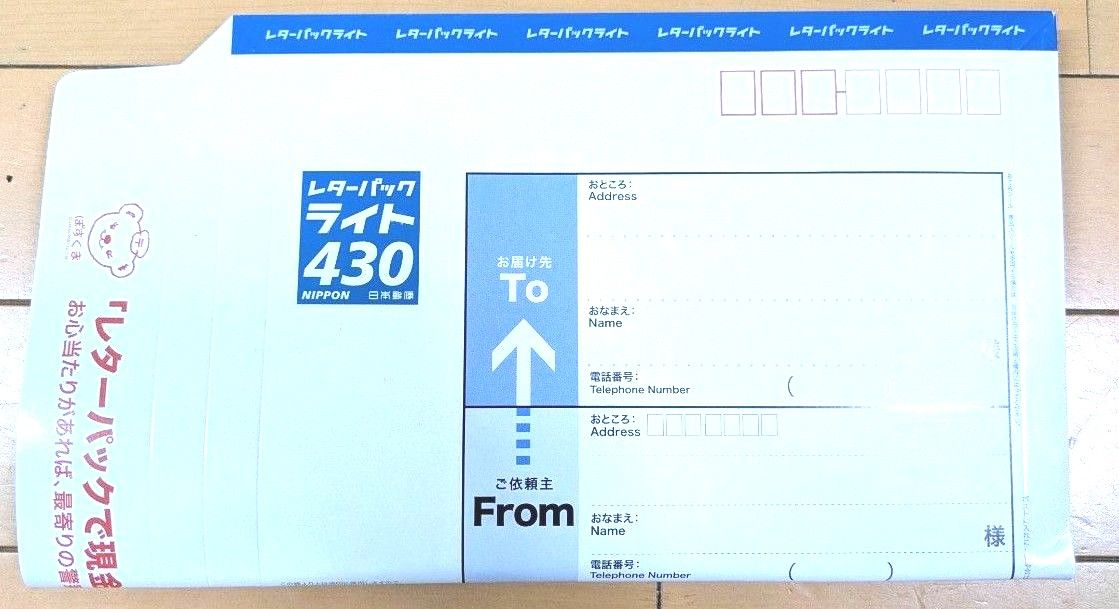 レターパックライト レターパックライト レターパックライト レターパックライト レターパックライト レターパックライト
レターパック
ライト
430
NIPPON 日本郵便
お届け先
To
おところ:
Address
おなまえ:
Name
電話番号:
Telephone Number (
ご依頼主
From
おところ:
Address
おなまえ:
Name
様
電話番号:
Telephone Number ( )
ぽすくま
「レターパックで現金
お心当たりがあれば、最寄りの警